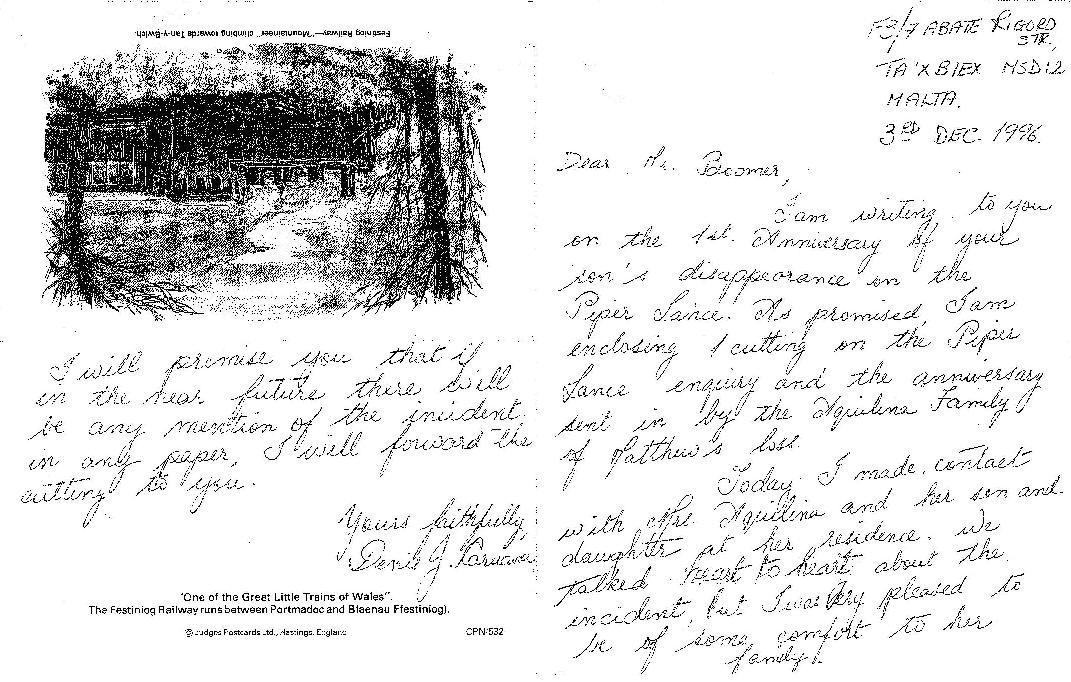 F3/7 ABATE RIGORD
STR,
TA'XBIEX MSD12
MALTA.
3RD DEC. 1996.
Dear Mr. Boomer,
I am writing to you
on the 1st. Anniversary of your
son's disappearance on the
Piper Lance. As promised, I am
enclosing 1 cutting on the Piper
Lance enquiry and the anniversary
sent in by the Aquilina Family
of Matthew's loss.
Today I made contact
with Mrs Aquilina and her son and
daughter at her residence. We
talked heart to heart about the
incident, but I was very pleased to
be of some comfort to her
family.
Festiniog Railway—"Mountaineer" climbing towards Tan-y-Bwlch.
I will promise you that if
in the near future there will
be any mention of the incident
in any paper, I will forward the
cutting to you.
Yours faithfully,
Denis J. Caruana
"One of the Great Little Trains of Wales".
The Festiniog Railway runs between Portmadoc and Blaenau Ffestiniog).
© Judges Postcards Ltd., Hastings, England
CPN-532